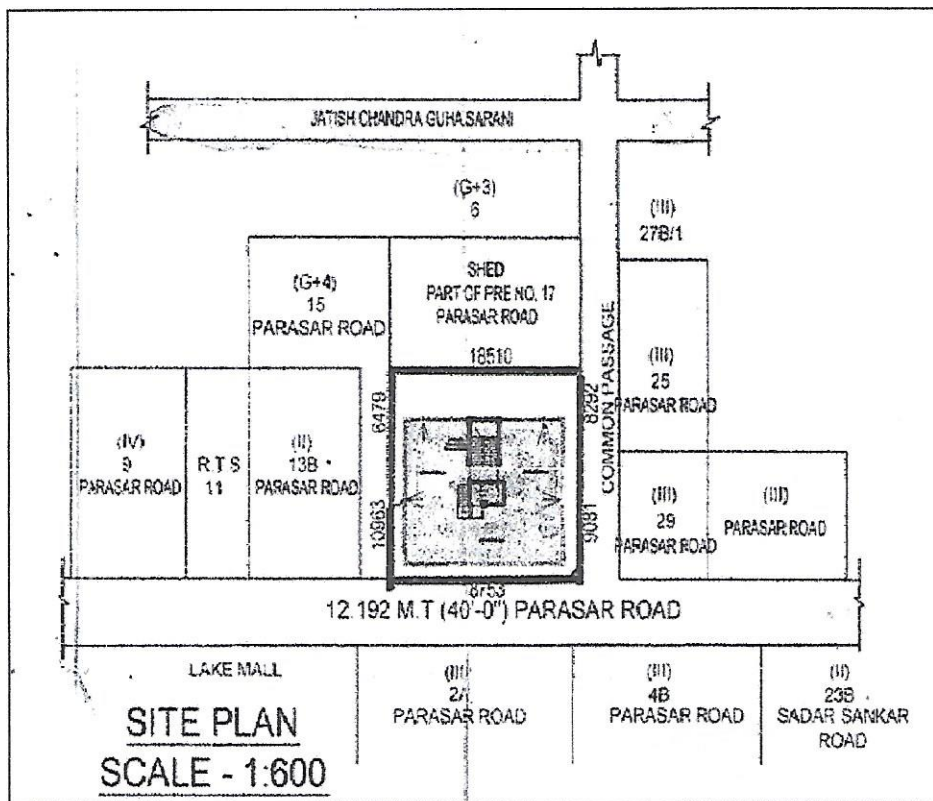 JATISH CHANDRA GUHA SARANI
(G+3)
6
(III)
27B/1
(G+4)
15
PARASAR ROAD
SHED
PART OF PRE NO. 17
PARASAR ROAD
18510
COMMON PASSAGE
(III)
25
PARASAR ROAD
6479
8292
(IV)
9
PARASAR ROAD
R.T.S
11
(II)
13B
PARASAR ROAD
10963
9081
(III)
29
PARASAR ROAD
(III)
PARASAR ROAD
8753
12.192 M.T (40'-0") PARASAR ROAD
LAKE MALL
(III)
PARASAR ROAD
(III)
4B
PARASAR ROAD
(II)
23B
SADAR SANKAR
ROAD
SITE PLAN
SCALE - 1:600